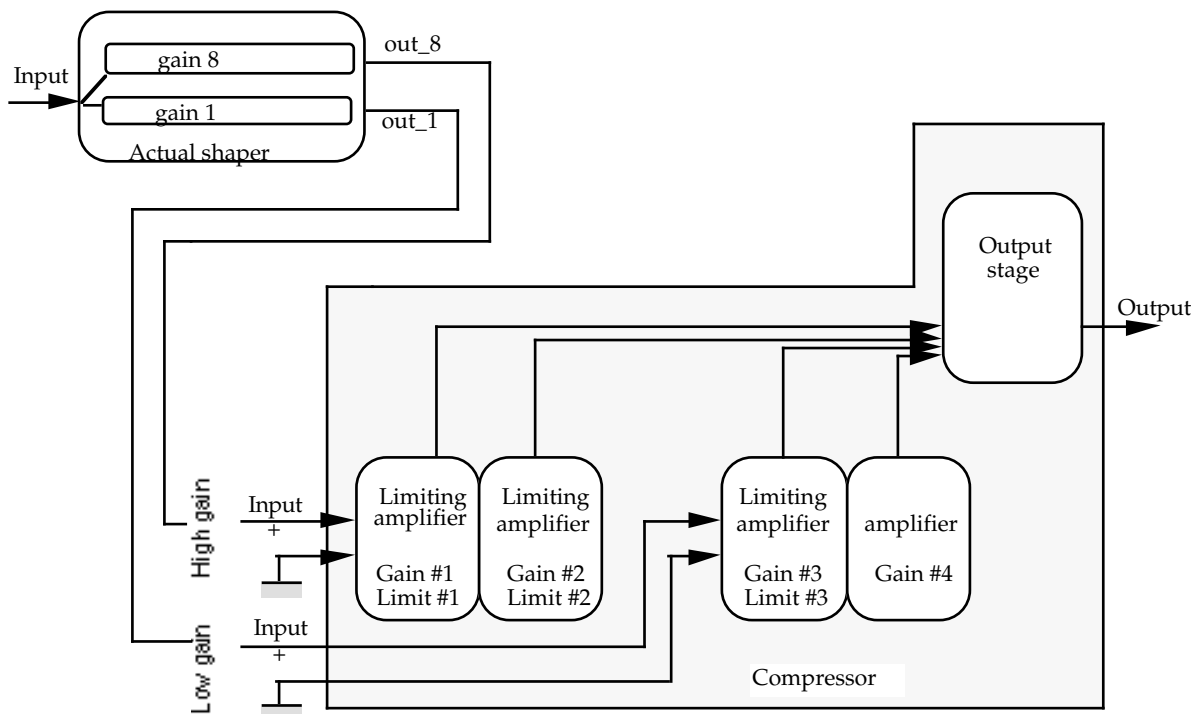 gain 8
out_8
Input
gain 1
out_1
Actual shaper
Output
stage
Output
High gain
Input
+
Limiting
amplifier
Gain #1
Limit #1
Limiting
amplifier
Gain #2
Limit #2
Limiting
amplifier
Gain #3
Limit #3
amplifier
Gain #4
Low gain
Input
+
Compressor